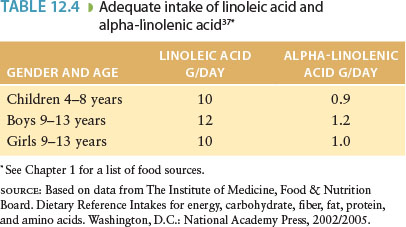 TABLE 12.4 ▶ Adequate intake of linoleic acid and
alpha-linolenic acid37*
LINOLEIC ACID ALPHA-LINOLENIC
GENDER AND AGE G/DAY ACID G/DAY
Children 4–8 years 10 0.9
Boys 9–13 years 12 1.2
Girls 9–13 years 10 1.0
*See Chapter 1 for a list of food sources.
SOURCE: Based on data from The Institute of Medicine, Food & Nutrition
Board. Dietary Reference Intakes for energy, carbohydrate, fiber, fat, protein,
and amino acids. Washington, D.C.: National Academy Press, 2002/2005.